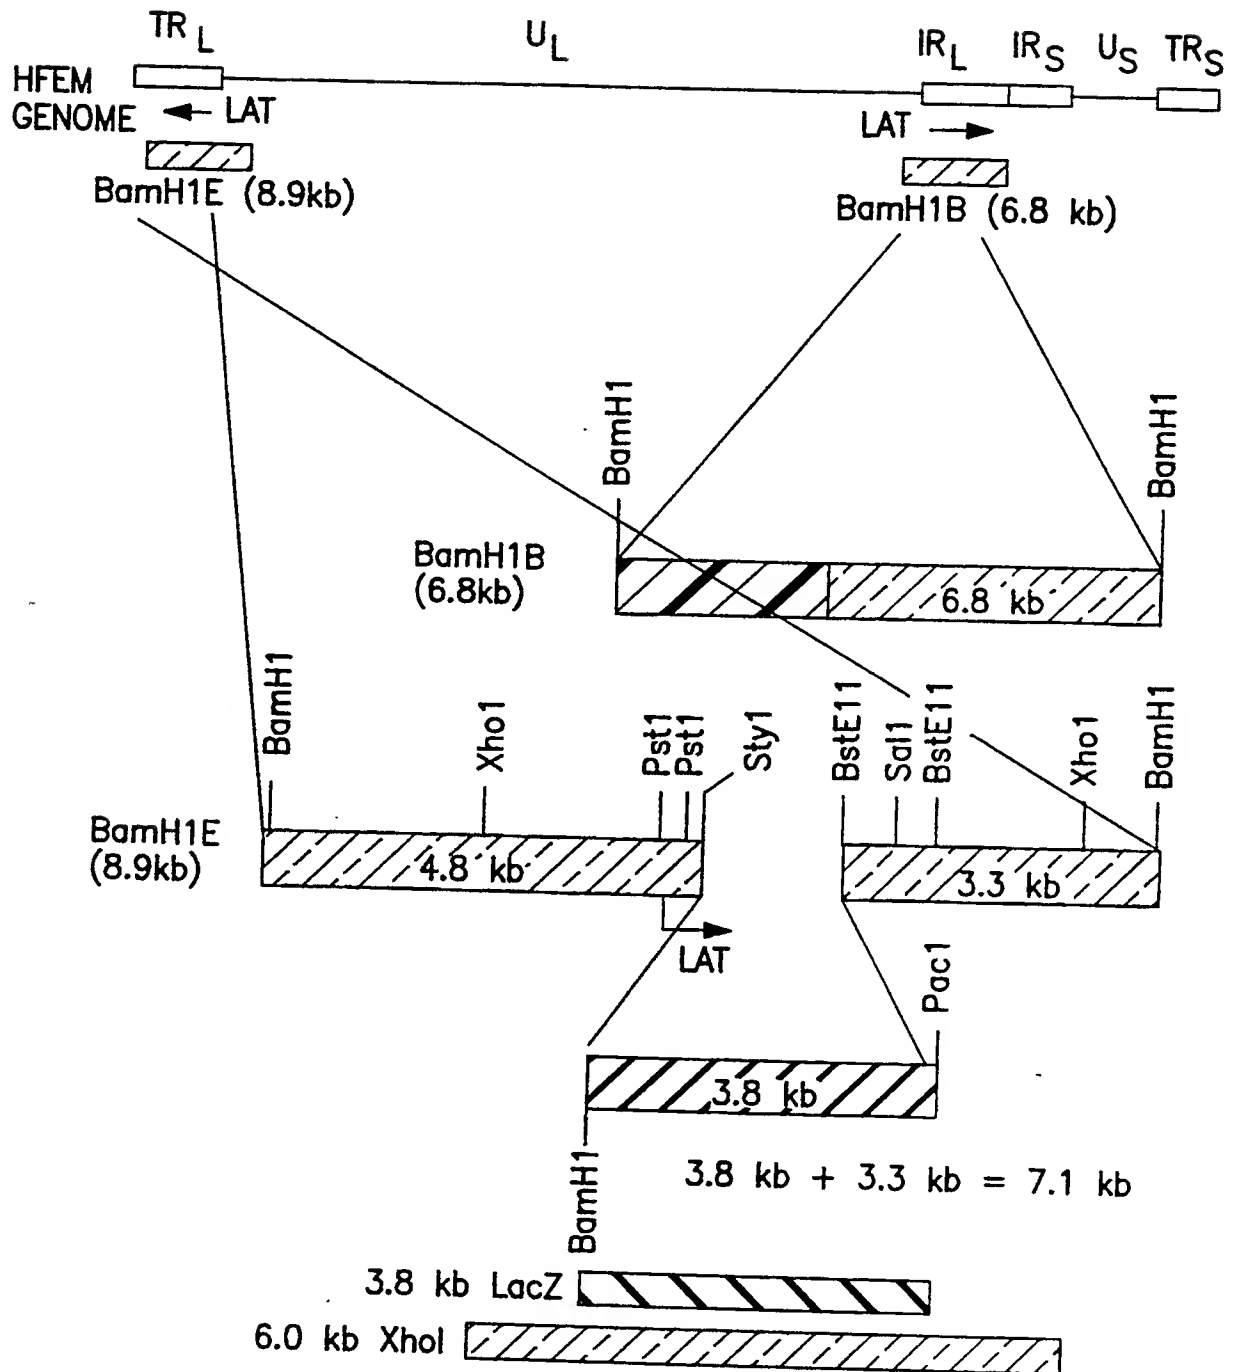 TR L
U L
IR L
IR S
U S
TR S
HFEM
GENOME
LAT
LAT
BamH1E (8.9kb)
BamH1B (6.8 kb)
BamH1
BamH1
BamH1B
(6.8kb)
6.8 kb
BamH1
Xho1
Pst1
Pst1
Sty1
BstE11
Sal1
BstE11
Xho1
BamH1
BamH1E
(8.9kb)
4.8 kb
3.3 kb
LAT
Pac1
3.8 kb
BamH1
3.8 kb + 3.3 kb = 7.1 kb
3.8 kb LacZ
6.0 kb XhoI